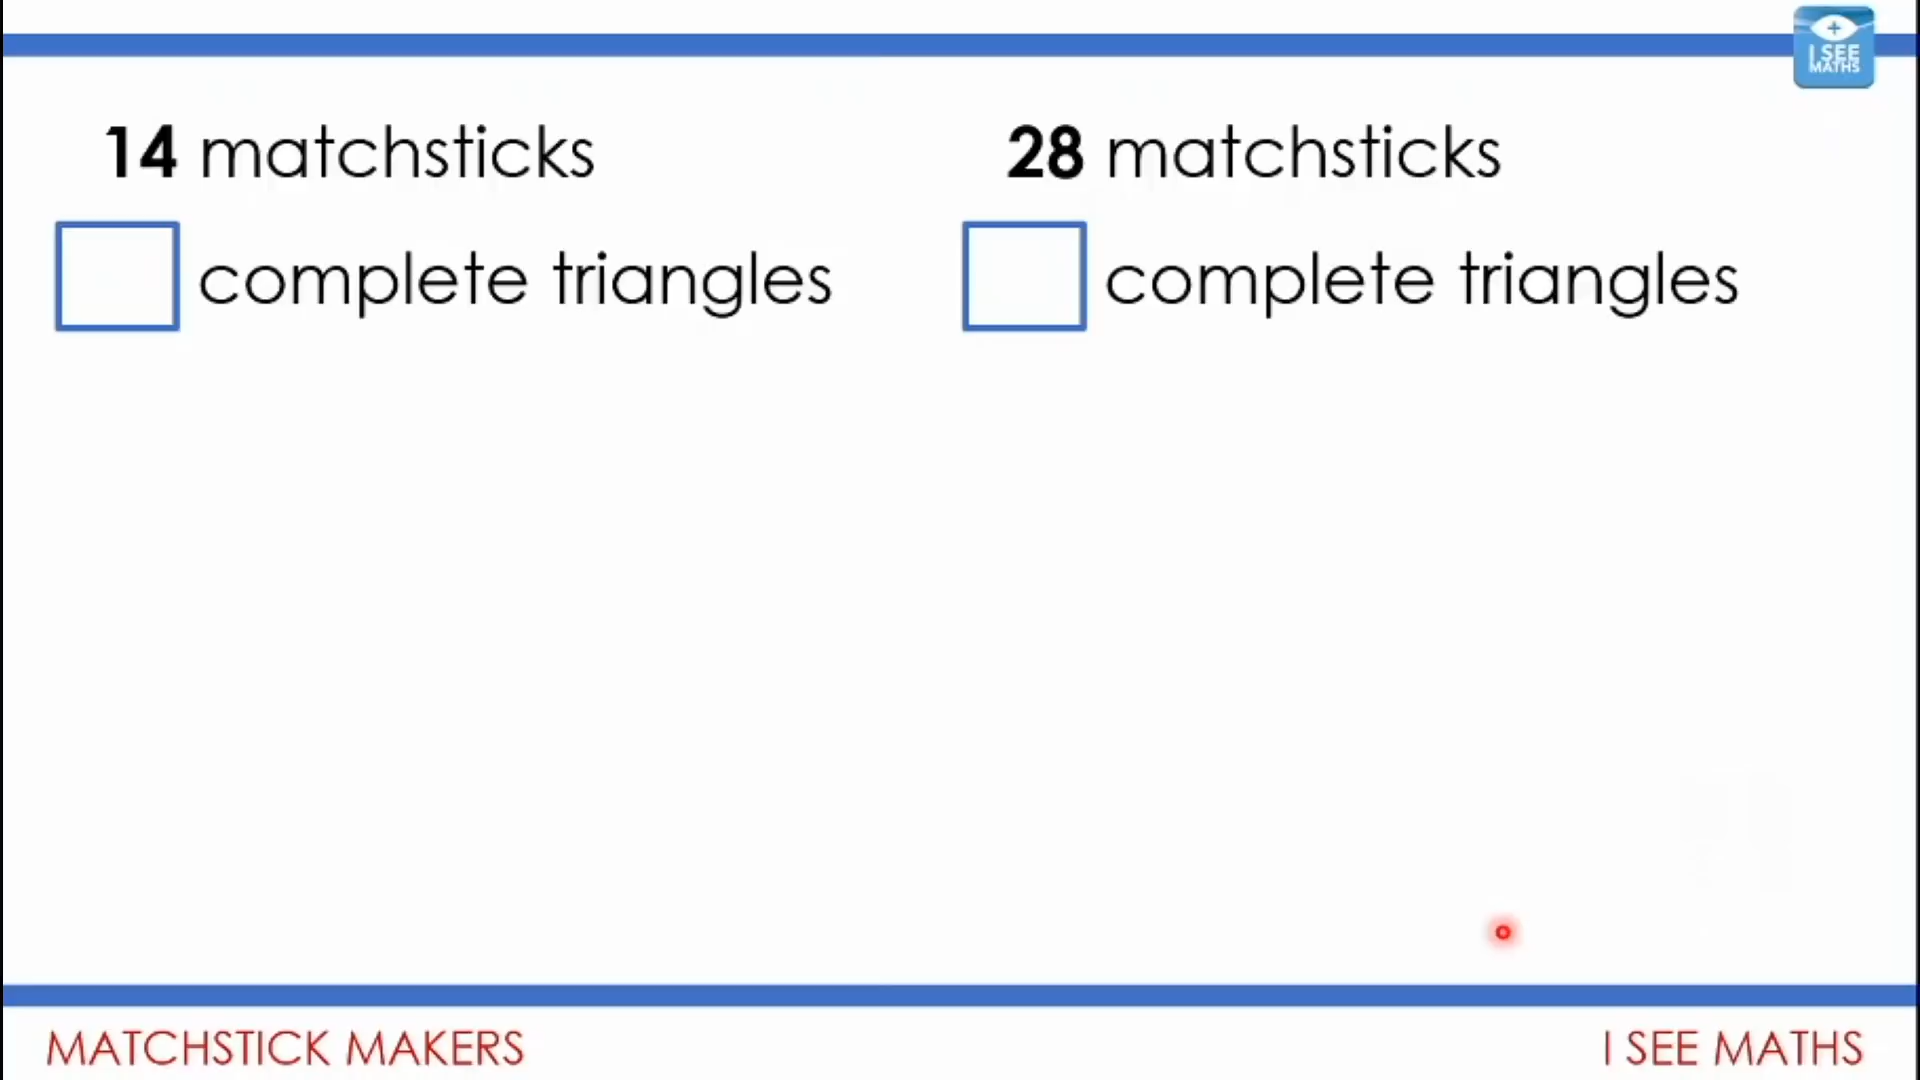 I SEE
MATHS
14 matchsticks
complete triangles
28 matchsticks
complete triangles
MATCHSTICK MAKERS
I SEE MATHS